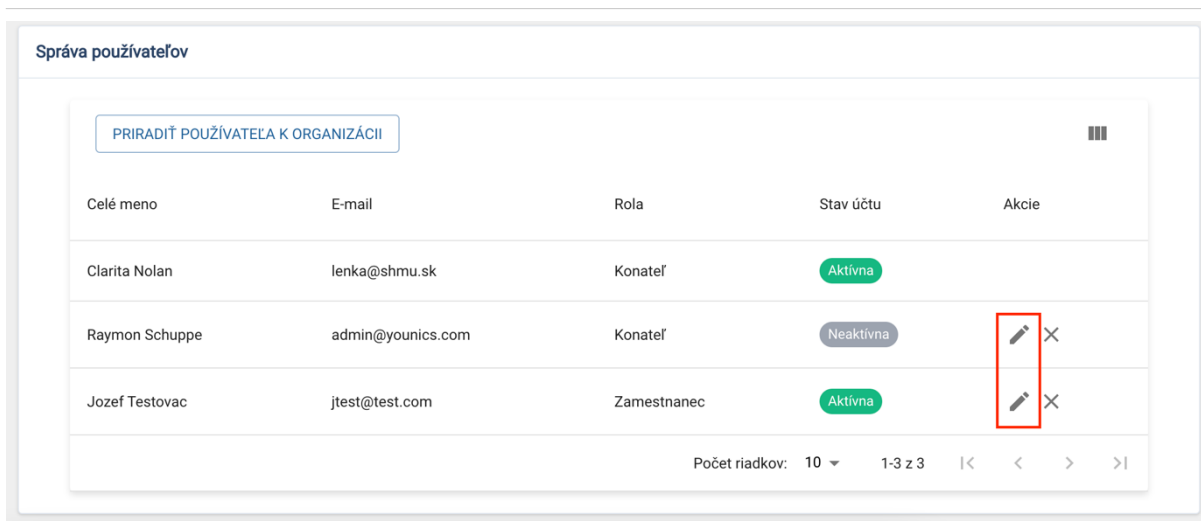 Správa používateľov
PRIRADIŤ POUŽÍVATEĽA K ORGANIZÁCII
Celé meno E-mail Rola Stav účtu Akcie
Clarita Nolan lenka@shmu.sk Konateľ Aktívna
Raymon Schuppe admin@younics.com Konateľ Neaktívna
Jozef Testovac jtest@test.com Zamestnanec Aktívna
Počet riadkov: 10 1-3 z 3